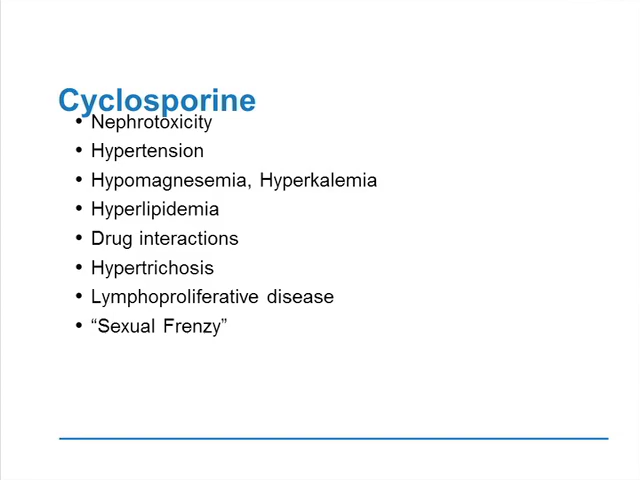 Cyclosporine
• Nephrotoxicity
• Hypertension
• Hypomagnesemia, Hyperkalemia
• Hyperlipidemia
• Drug interactions
• Hypertrichosis
• Lymphoproliferative disease
• “Sexual Frenzy”